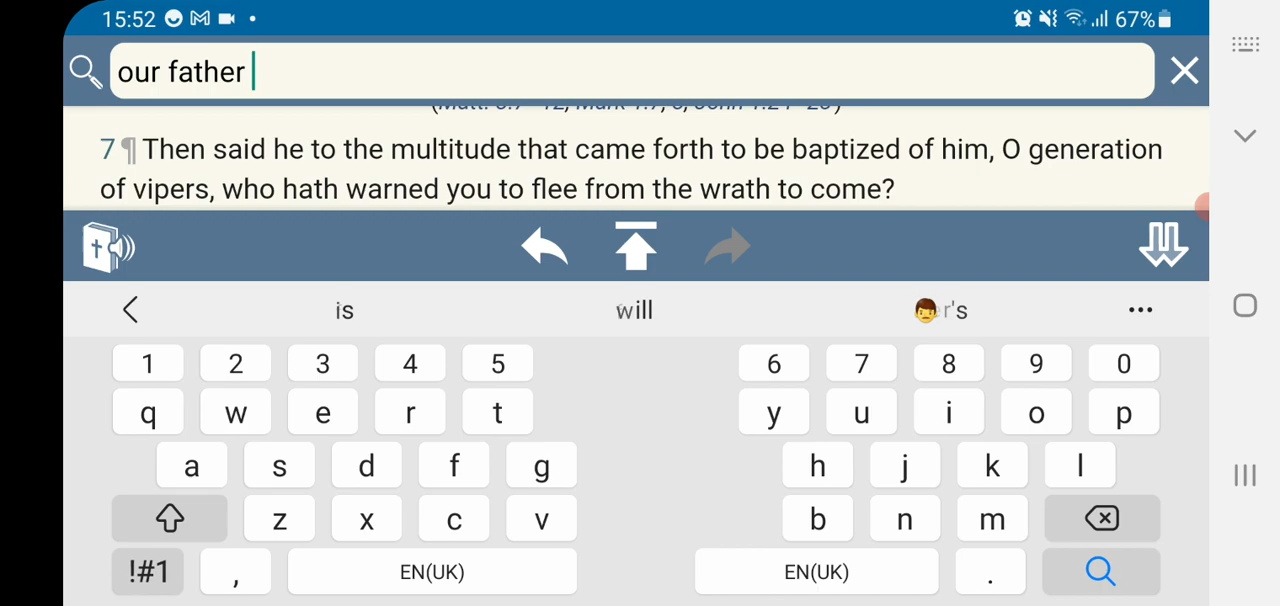 15:52
67%
our father
7 ¶ Then said he to the multitude that came forth to be baptized of him, O generation
of vipers, who hath warned you to flee from the wrath to come?
is will r's
1 2 3 4 5 6 7 8 9 0
q w e r t y u i o p
a s d f g h j k l
z x c v b n m
!#1 , EN(UK) EN(UK) .